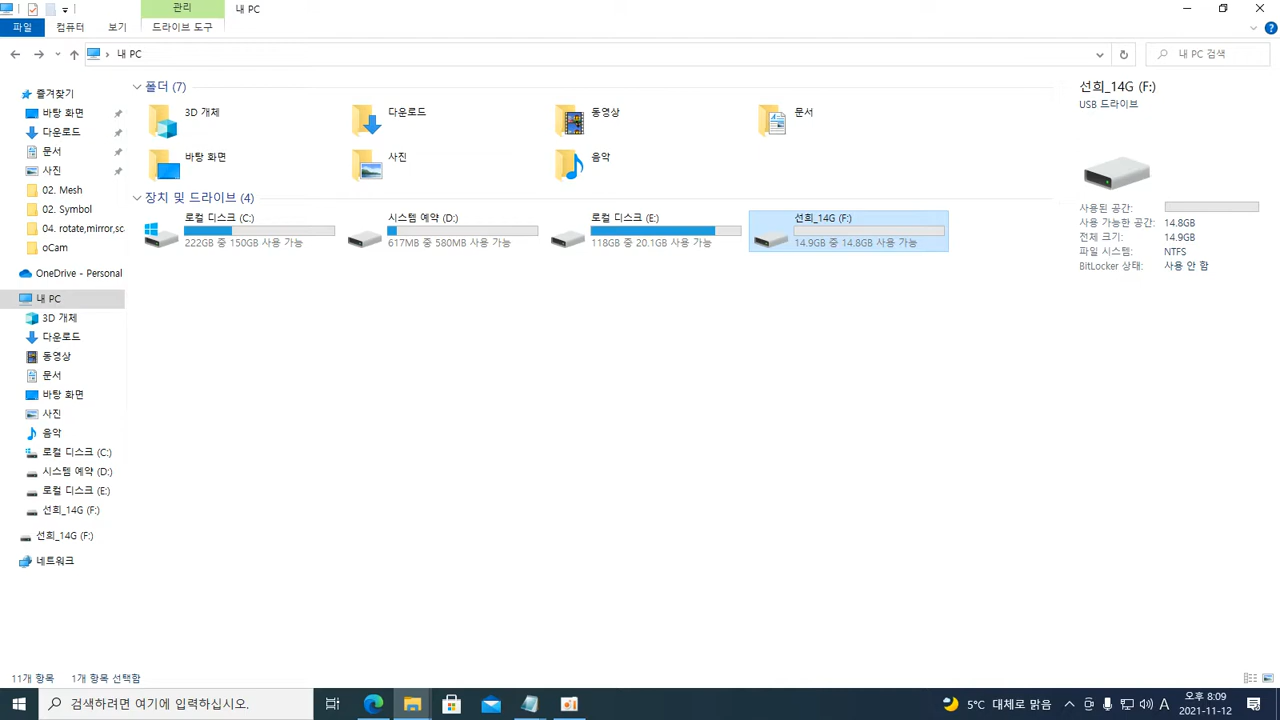 관리
내 PC
파일
컴퓨터
보기
드라이브 도구
내 PC
내 PC 검색
즐겨찾기
바탕 화면
다운로드
문서
사진
02. Mesh
02. Symbol
04. rotate,mirror,sc
oCam
OneDrive - Personal
내 PC
3D 개체
다운로드
동영상
문서
바탕 화면
사진
음악
로컬 디스크 (C:)
시스템 예약 (D:)
로컬 디스크 (E:)
선희_14G (F:)
선희_14G (F:)
네트워크
폴더 (7)
3D 개체
다운로드
동영상
문서
바탕 화면
사진
음악
장치 및 드라이브 (4)
로컬 디스크 (C:)
222GB 중 150GB 사용 가능
시스템 예약 (D:)
617MB 중 580MB 사용 가능
로컬 디스크 (E:)
118GB 중 20.1GB 사용 가능
선희_14G (F:)
14.9GB 중 14.8GB 사용 가능
선희_14G (F:)
USB 드라이브
사용된 공간:
사용 가능한 공간: 14.8GB
전체 크기: 14.9GB
파일 시스템: NTFS
BitLocker 상태: 사용 안 함
11개 항목 1개 항목 선택함
검색하려면 여기에 입력하십시오.
5°C 대체로 맑음
A
오후 8:09
2021-11-12